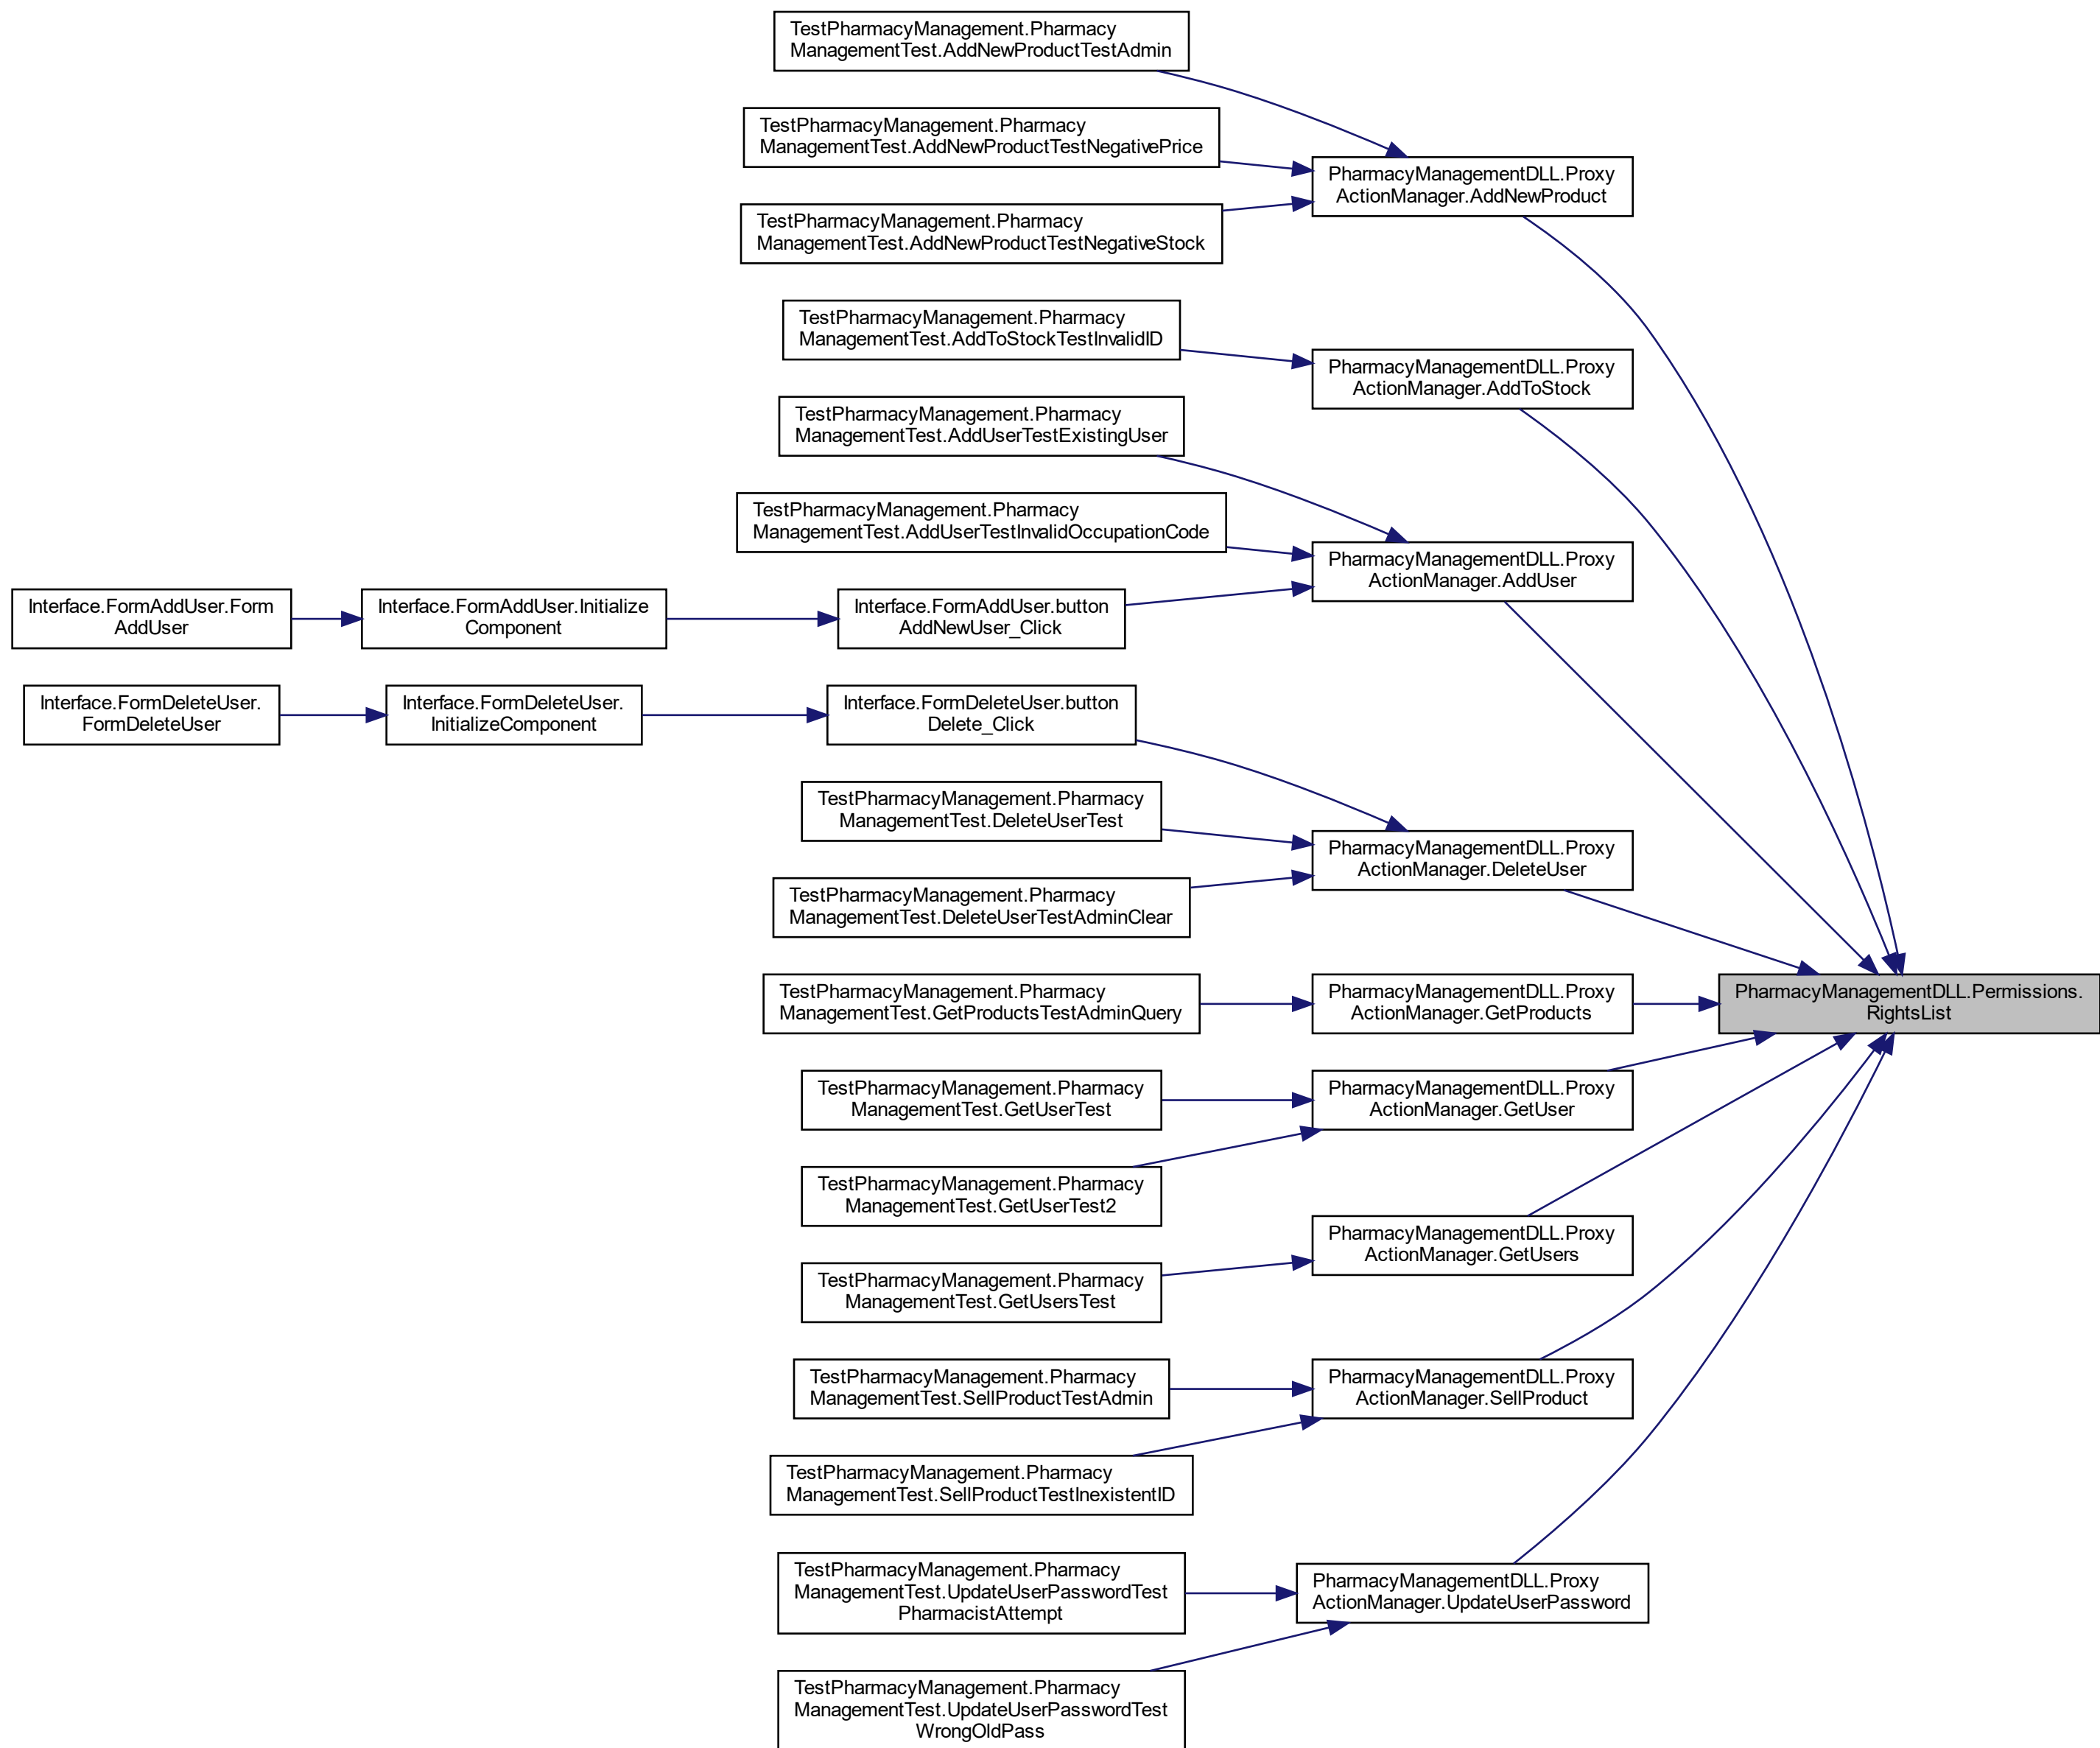 TestPharmacyManagement.Pharmacy
ManagementTest.AddNewProductTestAdmin
TestPharmacyManagement.Pharmacy
ManagementTest.AddNewProductTestNegativePrice
PharmacyManagementDLL.Proxy
ActionManager.AddNewProduct
TestPharmacyManagement.Pharmacy
ManagementTest.AddNewProductTestNegativeStock
TestPharmacyManagement.Pharmacy
ManagementTest.AddToStockTestInvalidID
PharmacyManagementDLL.Proxy
ActionManager.AddToStock
TestPharmacyManagement.Pharmacy
ManagementTest.AddUserTestExistingUser
TestPharmacyManagement.Pharmacy
ManagementTest.AddUserTestInvalidOccupationCode
PharmacyManagementDLL.Proxy
ActionManager.AddUser
Interface.FormAddUser.Form
AddUser
Interface.FormAddUser.Initialize
Component
Interface.FormAddUser.button
AddNewUser_Click
Interface.FormDeleteUser.
FormDeleteUser
Interface.FormDeleteUser.
InitializeComponent
Interface.FormDeleteUser.button
Delete_Click
TestPharmacyManagement.Pharmacy
ManagementTest.DeleteUserTest
PharmacyManagementDLL.Proxy
ActionManager.DeleteUser
TestPharmacyManagement.Pharmacy
ManagementTest.DeleteUserTestAdminClear
TestPharmacyManagement.Pharmacy
ManagementTest.GetProductsTestAdminQuery
PharmacyManagementDLL.Proxy
ActionManager.GetProducts
PharmacyManagementDLL.Permissions.
RightsList
TestPharmacyManagement.Pharmacy
ManagementTest.GetUserTest
PharmacyManagementDLL.Proxy
ActionManager.GetUser
TestPharmacyManagement.Pharmacy
ManagementTest.GetUserTest2
PharmacyManagementDLL.Proxy
ActionManager.GetUsers
TestPharmacyManagement.Pharmacy
ManagementTest.GetUsersTest
TestPharmacyManagement.Pharmacy
ManagementTest.SellProductTestAdmin
PharmacyManagementDLL.Proxy
ActionManager.SellProduct
TestPharmacyManagement.Pharmacy
ManagementTest.SellProductTestInexistentID
TestPharmacyManagement.Pharmacy
ManagementTest.UpdateUserPasswordTest
PharmacistAttempt
PharmacyManagementDLL.Proxy
ActionManager.UpdateUserPassword
TestPharmacyManagement.Pharmacy
ManagementTest.UpdateUserPasswordTest
WrongOldPass